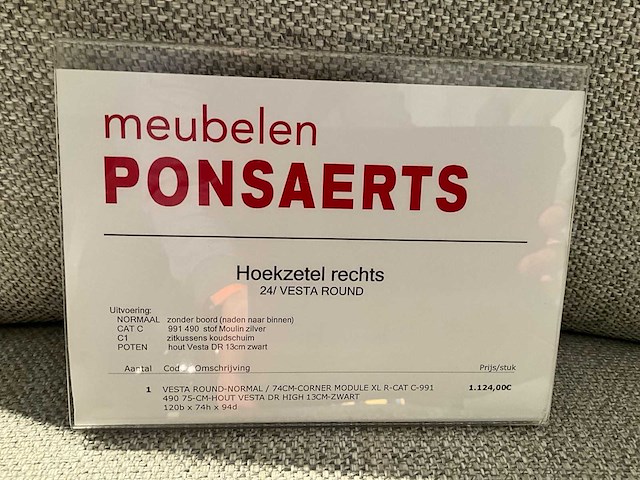 meubelen
PONSAERTS
Hoekzetel rechts
24/ VESTA ROUND
Uitvoering:
NORMAAL zonder boord (naden naar binnen)
CAT C 991 490 stof Moulin zilver
C1 zitkussens koudschuim
POTEN hout Vesta DR 13cm zwart
Aantal Code Omschrijving Prijs/stuk
1 VESTA ROUND-NORMAL / 74CM-CORNER MODULE XL R-CAT C-991 1.124,00€
490 75-CM-HOUT VESTA DR HIGH 13CM-ZWART
120b x 74h x 94d